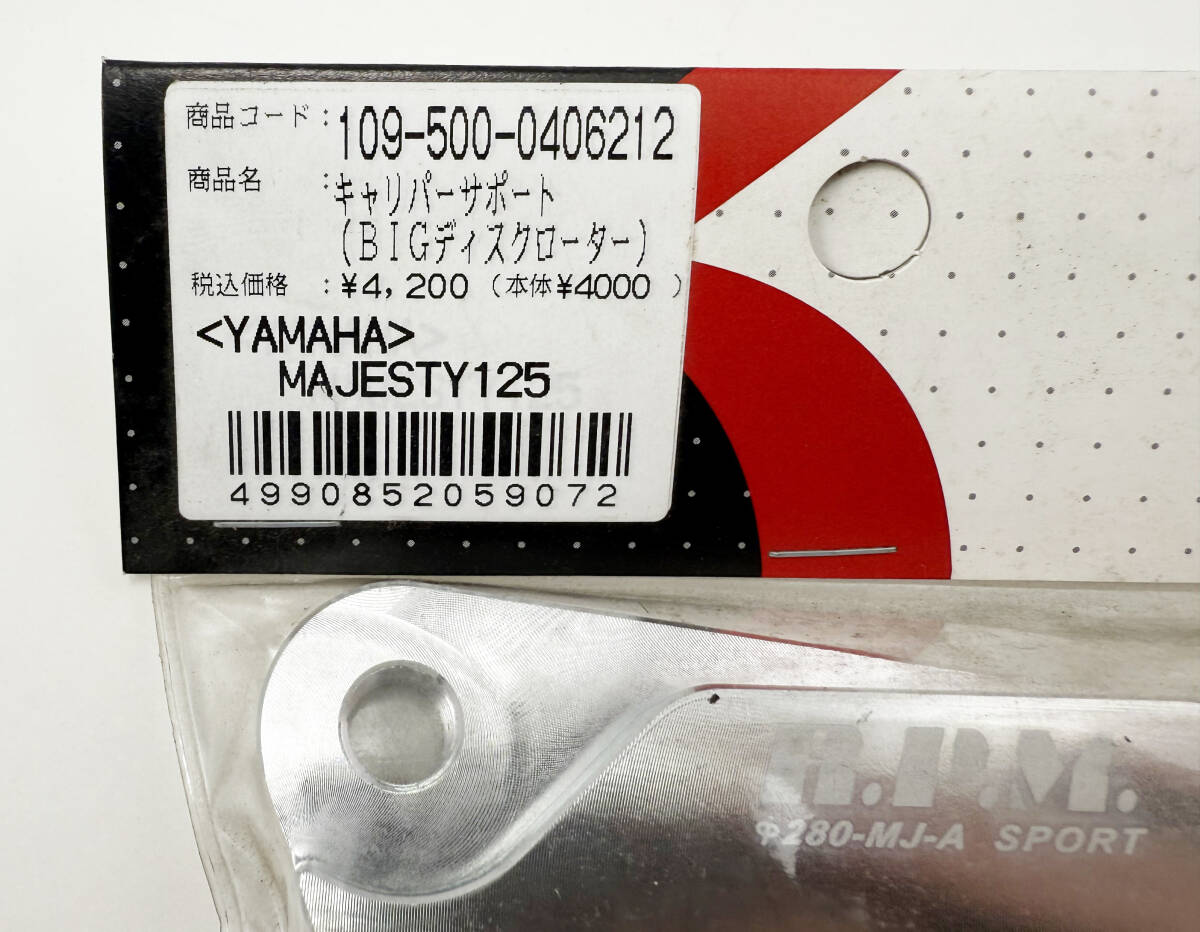 商品コード：109-500-0406212
商品名　：キャリパーサポート
（BIGディスクローター）
税込価格　：¥4,200（本体¥4000　）
<YAMAHA>
MAJESTY125
4990852059072
R.P.M.
Φ280-MJ-A SPORT